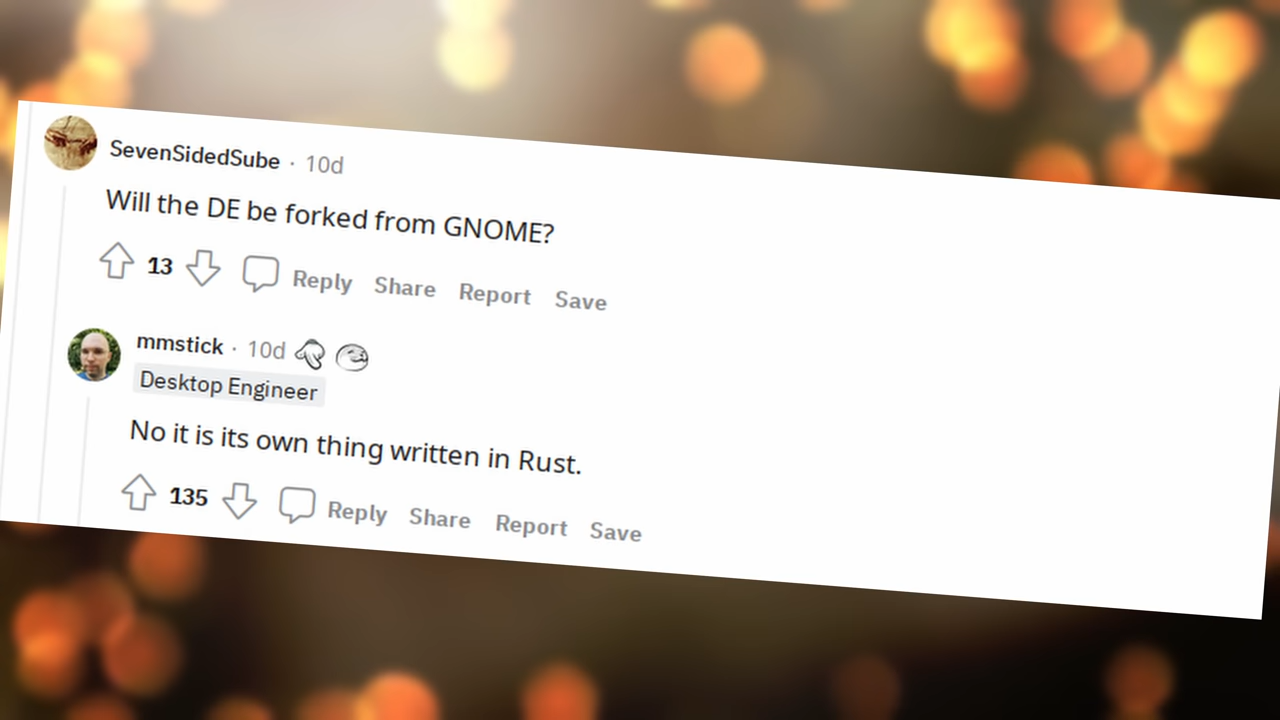 SevenSidedSube · 10d
Will the DE be forked from GNOME?
13 Reply Share Report Save
mmstick · 10d
Desktop Engineer
No it is its own thing written in Rust.
135 Reply Share Report Save